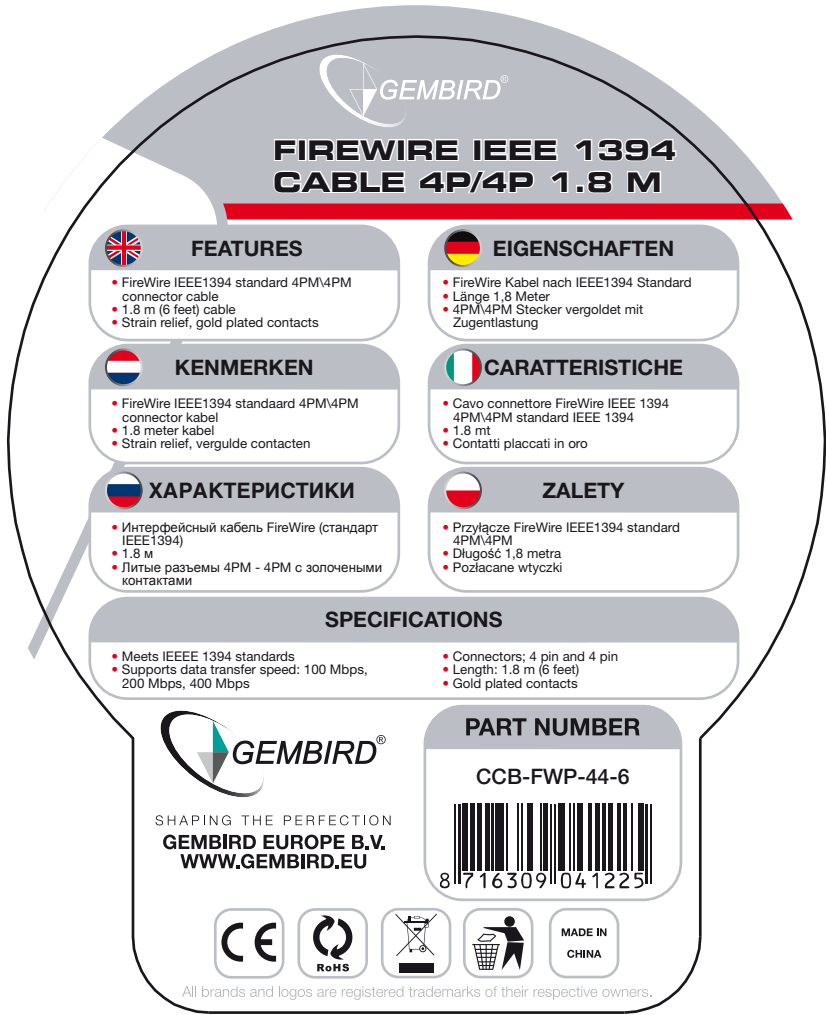 GEMBIRD®
FIREWIRE IEEE 1394
CABLE 4P/4P 1.8 M
FEATURES
• FireWire IEEE1394 standard 4PM\4PM
connector cable
• 1.8 m (6 feet) cable
• Strain relief, gold plated contacts
EIGENSCHAFTEN
• FireWire Kabel nach IEEE1394 Standard
• Länge 1,8 Meter
• 4PM\4PM Stecker vergoldet mit
Zugentlastung
KENMERKEN
• FireWire IEEE1394 standaard 4PM\4PM
connector kabel
• 1.8 meter kabel
• Strain relief, vergulde contacten
CARATTERISTICHE
• Cavo connettore FireWire IEEE 1394
4PM\4PM standard IEEE 1394
• 1.8 mt
• Contatti placcati in oro
ХАРАКТЕРИСТИКИ
• Интерфейсный кабель FireWire (стандарт
IEEE1394)
• 1.8 м
• Литые разъемы 4PM - 4PM с золочеными
контактами
ZALETY
• Przyłącze FireWire IEEE1394 standard
4PM\4PM
• Długość 1,8 metra
• Pozłacane wtyczki
SPECIFICATIONS
• Meets IEEEE 1394 standards
• Supports data transfer speed: 100 Mbps,
200 Mbps, 400 Mbps
• Connectors; 4 pin and 4 pin
• Length: 1.8 m (6 feet)
• Gold plated contacts
GEMBIRD®
SHAPING THE PERFECTION
GEMBIRD EUROPE B.V.
WWW.GEMBIRD.EU
PART NUMBER
CCB-FWP-44-6
8 716309 041225
CE
RoHS
MADE IN
CHINA
All brands and logos are registered trademarks of their respective owners.